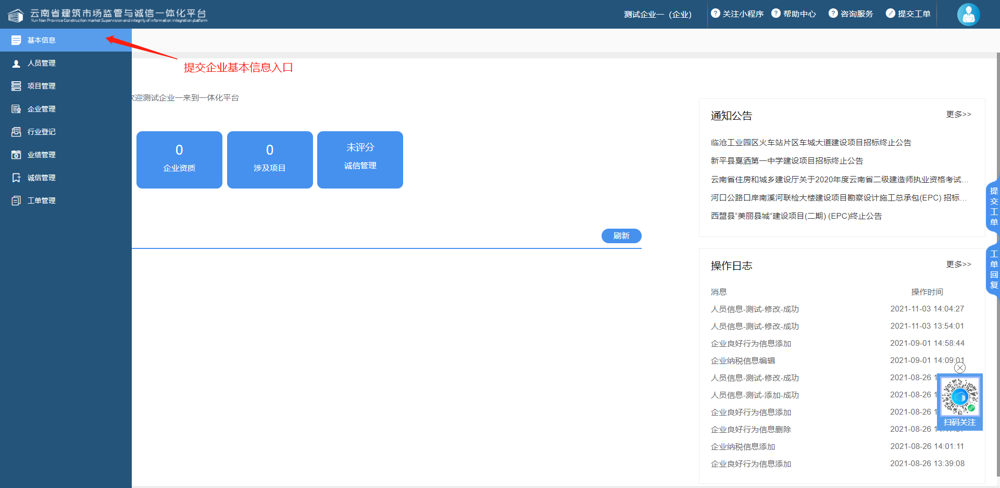 云南省建筑市场监管与诚信一体化平台
Yun Nan Province Construciton market Supervision and integrity of information integration platform
测试企业一（企业）
关注小程序
帮助中心
咨询服务
提交工单
基本信息
人员管理
项目管理
企业管理
行业登记
业绩管理
诚信管理
工单管理
提交企业基本信息入口
欢迎测试企业一来到一体化平台
0
企业资质
0
涉及项目
未评分
诚信管理
刷新
通知公告
更多>>
临沧工业园区火车站片区车城大道建设项目招标终止公告
新平县戛洒第一中学建设项目招标终止公告
云南省住房和城乡建设厅关于2020年度云南省二级建造师执业资格考试...
河口公路口岸南溪河联检大楼建设项目勘察设计施工总承包(EPC) 招标...
西盟县“美丽县城”建设项目(二期) (EPC)终止公告
操作日志
更多>>
消息 操作时间
人员信息-测试-修改-成功 2021-11-03 14:04:27
人员信息-测试-修改-成功 2021-11-03 13:54:01
企业良好行为信息添加 2021-09-01 14:58:44
企业纳税信息编辑 2021-09-01 14:09:01
人员信息-测试-修改-成功 2021-08-26 1
人员信息-测试-添加-成功 2021-08-26 1
企业良好行为信息添加 2021-08-26 1
企业良好行为信息删除 2021-08-26
企业纳税信息添加 2021-08-26 14:01:11
企业良好行为信息添加 2021-08-26 13:39:08
提交工单
工单回复
扫码关注